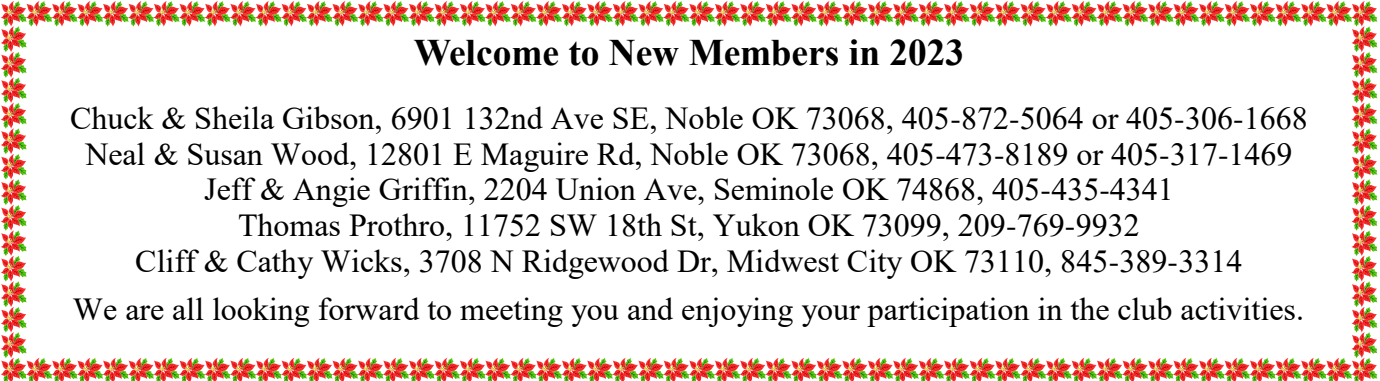 Welcome to New Members in 2023
Chuck & Sheila Gibson, 6901 132nd Ave SE, Noble OK 73068, 405-872-5064 or 405-306-1668
Neal & Susan Wood, 12801 E Maguire Rd, Noble OK 73068, 405-473-8189 or 405-317-1469
Jeff & Angie Griffin, 2204 Union Ave, Seminole OK 74868, 405-435-4341
Thomas Prothro, 11752 SW 18th St, Yukon OK 73099, 209-769-9932
Cliff & Cathy Wicks, 3708 N Ridgewood Dr, Midwest City OK 73110, 845-389-3314
We are all looking forward to meeting you and enjoying your participation in the club activities.